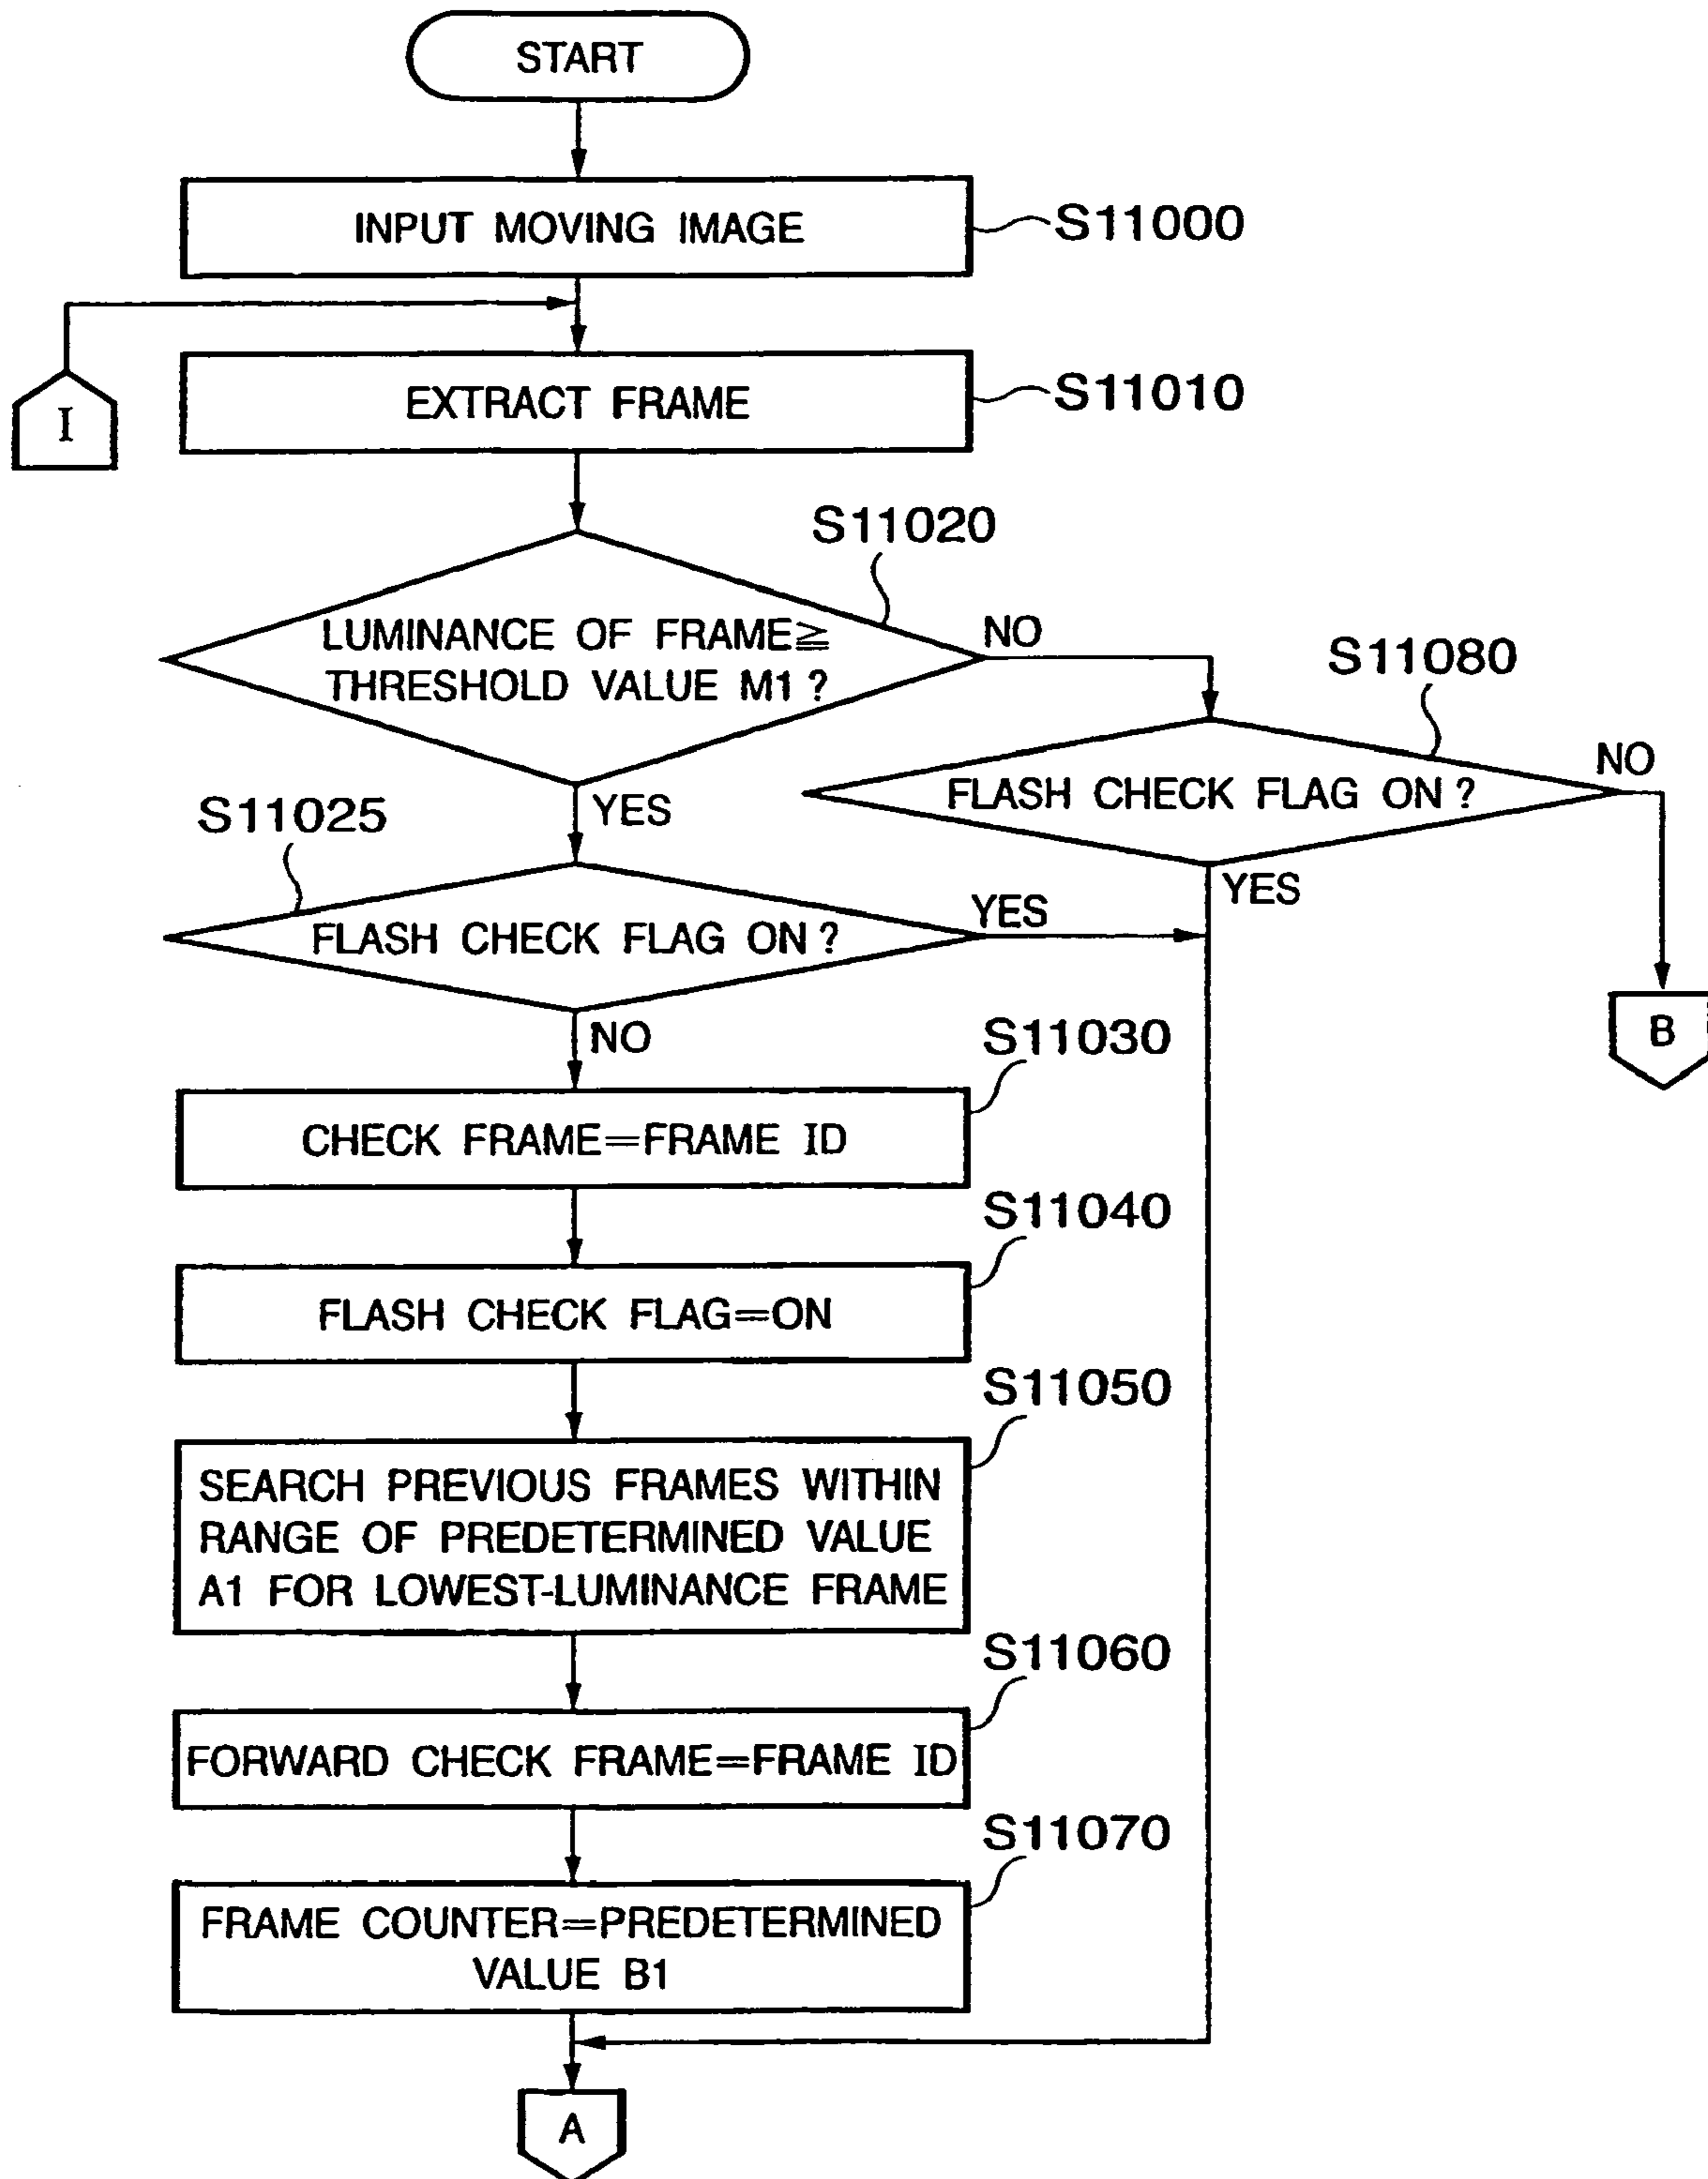 START
INPUT MOVING IMAGE
S11000
EXTRACT FRAME
S11010
I
S11020
LUMINANCE OF FRAME≧
THRESHOLD VALUE M1?
NO
YES
S11080
FLASH CHECK FLAG ON?
NO
YES
B
S11025
FLASH CHECK FLAG ON?
YES
NO
S11030
CHECK FRAME=FRAME ID
S11040
FLASH CHECK FLAG=ON
S11050
SEARCH PREVIOUS FRAMES WITHIN
RANGE OF PREDETERMINED VALUE
A1 FOR LOWEST-LUMINANCE FRAME
S11060
FORWARD CHECK FRAME=FRAME ID
S11070
FRAME COUNTER=PREDETERMINED
VALUE B1
A